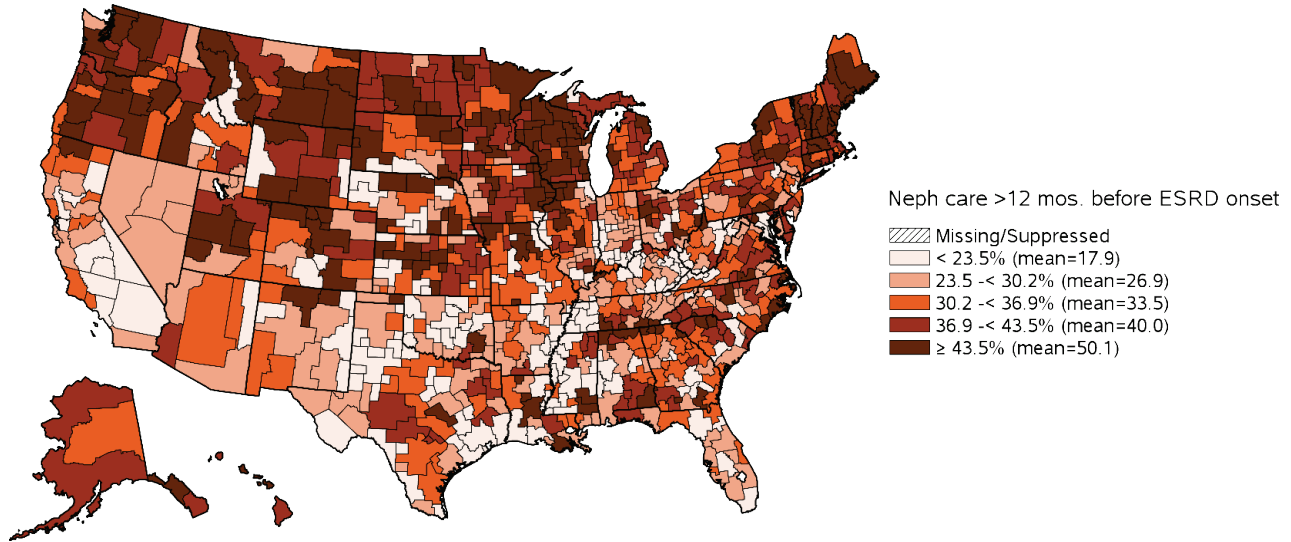 Neph care >12 mos. before ESRD onset
Missing/Suppressed
< 23.5% (mean=17.9)
23.5 -< 30.2% (mean=26.9)
30.2 -< 36.9% (mean=33.5)
36.9 -< 43.5% (mean=40.0)
≥ 43.5% (mean=50.1)